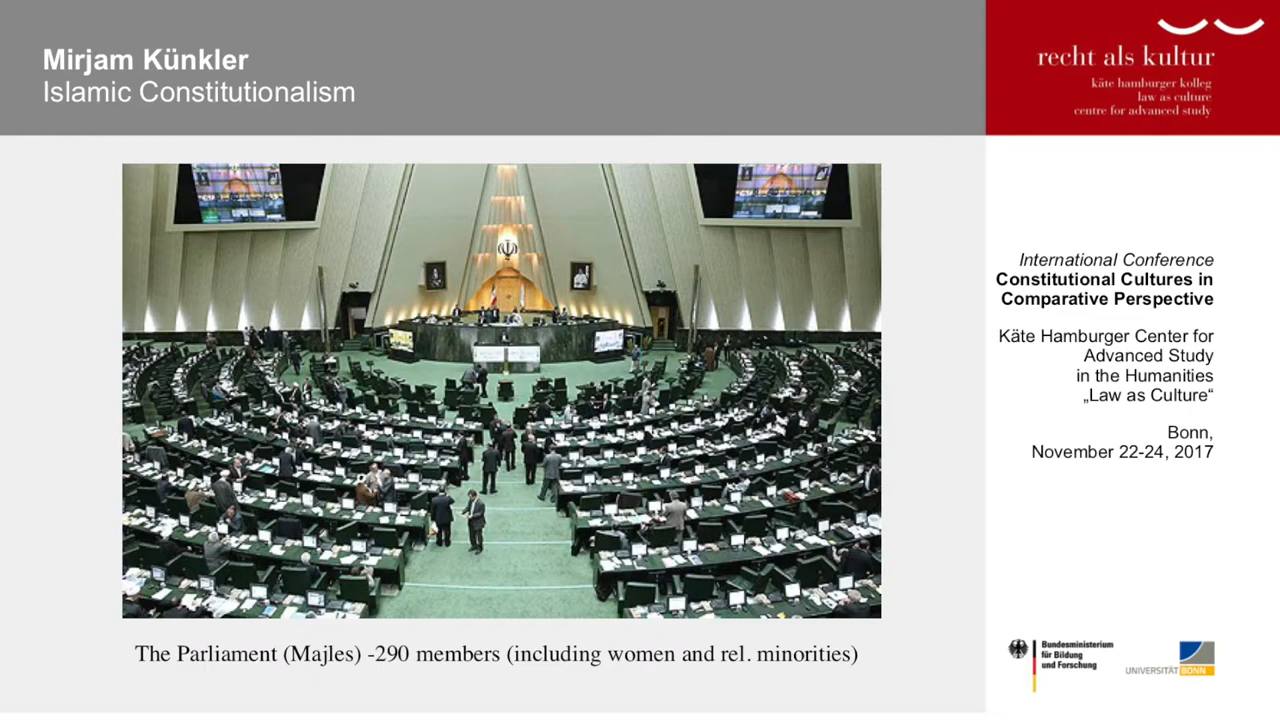 Mirjam Künkler
Islamic Constitutionalism
recht als kultur
käte hamburger kolleg
law as culture
centre for advanced study
International Conference
Constitutional Cultures in
Comparative Perspective
Käte Hamburger Center for
Advanced Study
in the Humanities
„Law as Culture“
Bonn,
November 22-24, 2017
The Parliament (Majles) -290 members (including women and rel. minorities)
Bundesministerium
für Bildung
und Forschung
UNIVERSITÄT BONN